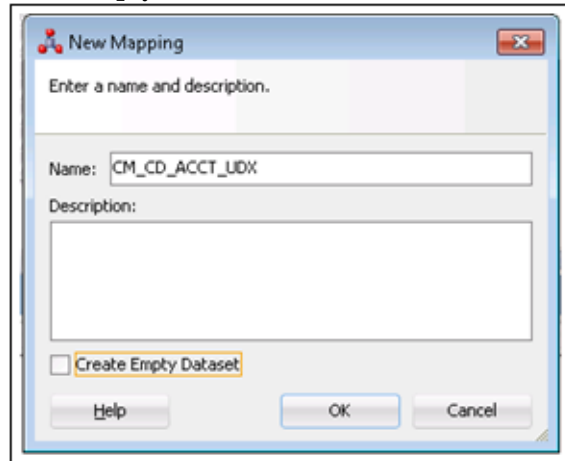 New Mapping
Enter a name and description.
Name: CM_CD_ACCT_UDX
Description:
Create Empty Dataset
Help OK Cancel